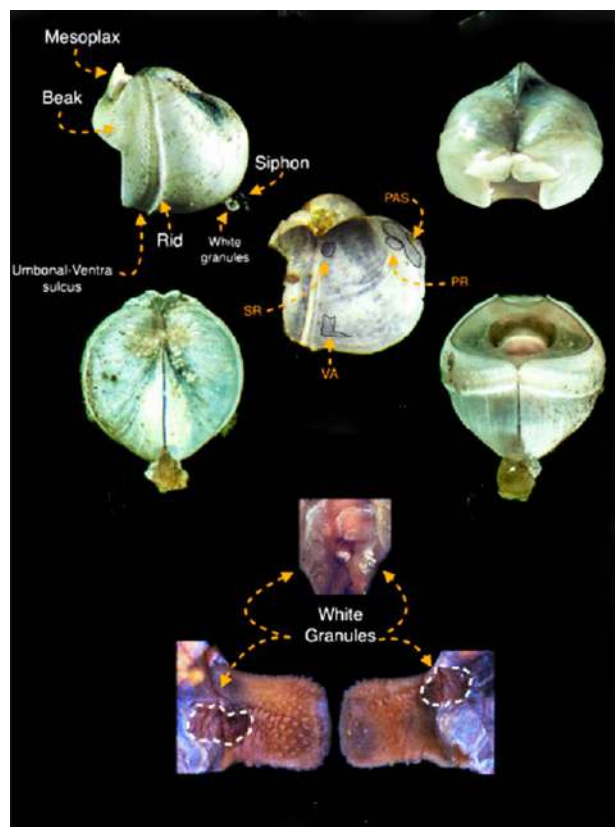 Mesoplax
Beak
Siphon
PAS
Rid
White
granules
Umbonal-Ventra
sulcus
SR
PR
VA
White
Granules